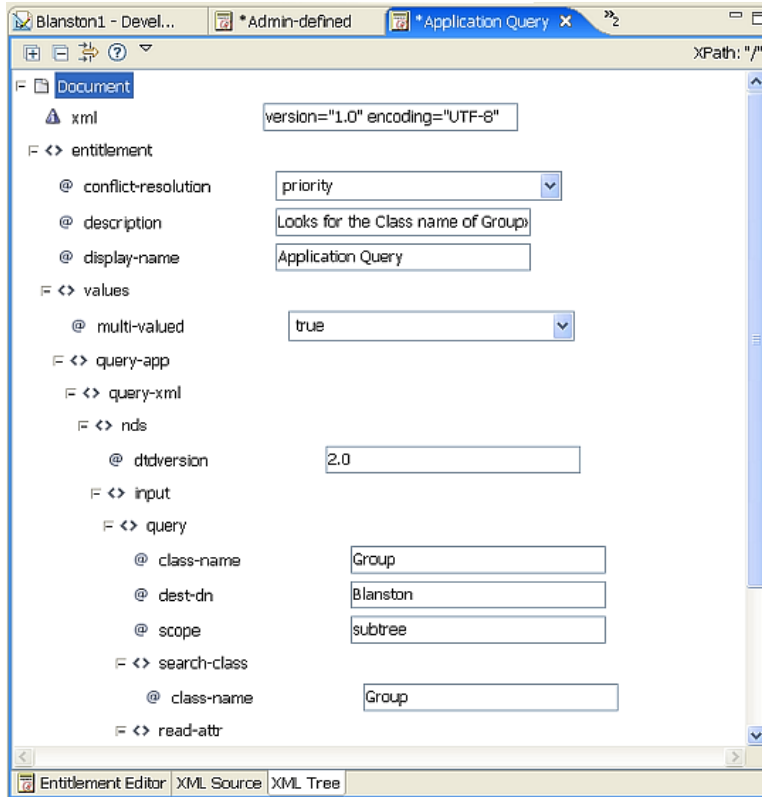 Blanston1 - Devel... *Admin-defined *Application Query »2
XPath: "/"
Document
xml version="1.0" encoding="UTF-8"
<> entitlement
@ conflict-resolution priority
@ description Looks for the Class name of Group
@ display-name Application Query
<> values
@ multi-valued true
<> query-app
<> query-xml
<> nds
@ dtdversion 2.0
<> input
<> query
@ class-name Group
@ dest-dn Blanston
@ scope subtree
<> search-class
@ class-name Group
<> read-attr
Entitlement Editor XML Source XML Tree